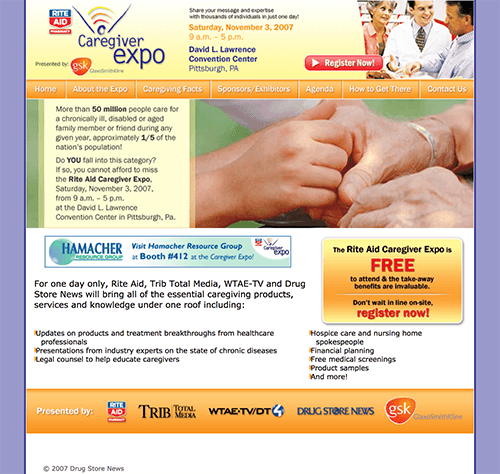 RITE AID PHARMACY
Caregiver expo
Presented by: gsk GlaxoSmithKline
Share your message and expertise
with thousands of individuals in just one day!
Saturday, November 3, 2007
9 a.m. – 5 p.m.
David L. Lawrence
Convention Center
Pittsburgh, PA
Register Now!
Home About the Expo Caregiving Facts Sponsors/Exhibitors Agenda How to Get There Contact Us
More than 50 million people care for
a chronically ill, disabled or aged
family member or friend during any
given year, approximately 1/5 of the
nation's population!
Do YOU fall into this category?
If so, you cannot afford to miss
the Rite Aid Caregiver Expo,
Saturday, November 3, 2007,
from 9 a.m. – 5 p.m.
at the David L. Lawrence
Convention Center in Pittsburgh, Pa.
HAMACHER
RESOURCE GROUP
Visit Hamacher Resource Group
at Booth #412 at the Caregiver Expo!
RITE AID
Caregiver expo
The Rite Aid Caregiver Expo is
FREE
to attend & the take-away
benefits are invaluable.
Don't wait in line on-site,
register now!
For one day only, Rite Aid, Trib Total Media, WTAE-TV and Drug
Store News will bring all of the essential caregiving products,
services and knowledge under one roof including:
Updates on products and treatment breakthroughs from healthcare
professionals
Presentations from industry experts on the state of chronic diseases
Legal counsel to help educate caregivers
Hospice care and nursing home
spokespeople
Financial planning
Free medical screenings
Product samples
And more!
Presented by: RITE AID PHARMACY TRIB TOTAL MEDIA WTAE-TV/DT 4 DRUG STORE NEWS gsk GlaxoSmithKline
© 2007 Drug Store News